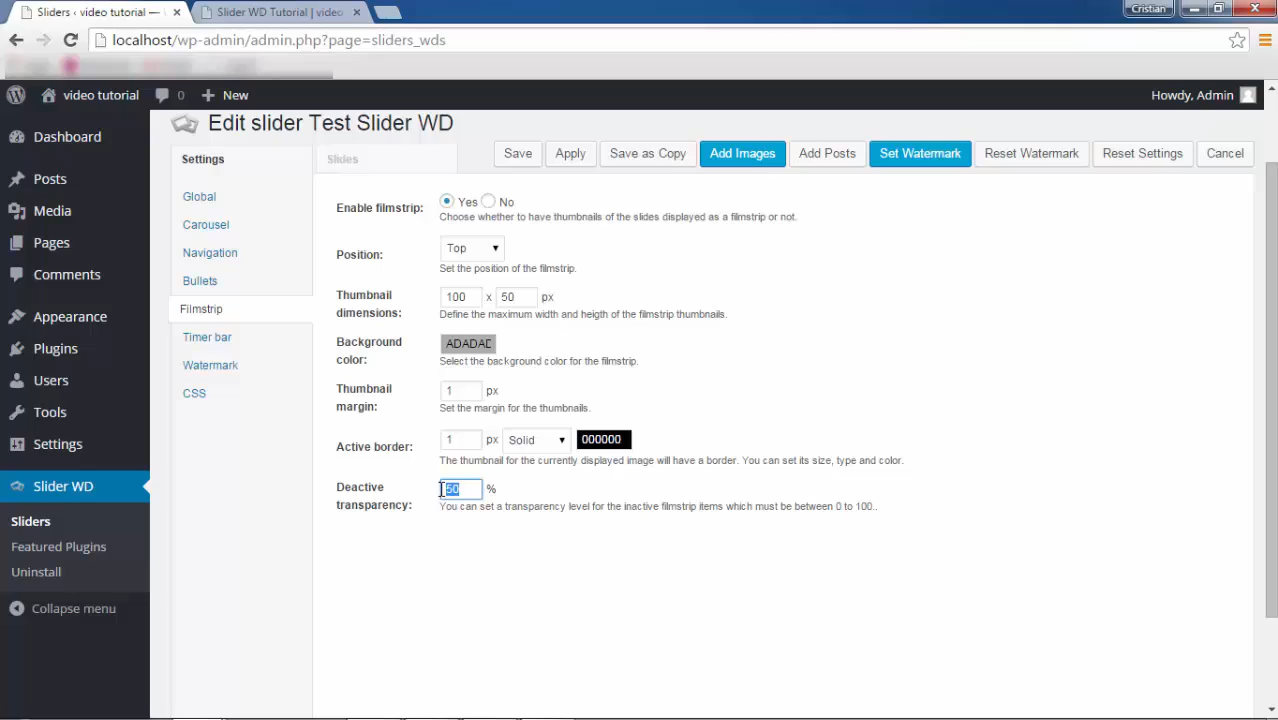 Sliders ‹ video tutorial —
Slider WD Tutorial | video
Cristian
localhost/wp-admin/admin.php?page=sliders_wds
video tutorial
0
New
Howdy, Admin
Dashboard
Posts
Media
Pages
Comments
Appearance
Plugins
Users
Tools
Settings
Slider WD
Sliders
Featured Plugins
Uninstall
Collapse menu
Edit slider Test Slider WD
Settings
Slides
Save
Apply
Save as Copy
Add Images
Add Posts
Set Watermark
Reset Watermark
Reset Settings
Cancel
Global
Carousel
Navigation
Bullets
Filmstrip
Timer bar
Watermark
CSS
Enable filmstrip: Yes No
Choose whether to have thumbnails of the slides displayed as a filmstrip or not.
Position: Top
Set the position of the filmstrip.
Thumbnail dimensions: 100 x 50 px
Define the maximum width and heigth of the filmstrip thumbnails.
Background color: ADADAD
Select the background color for the filmstrip.
Thumbnail margin: 1 px
Set the margin for the thumbnails.
Active border: 1 px Solid 000000
The thumbnail for the currently displayed image will have a border. You can set its size, type and color.
Deactive transparency: 50 %
You can set a transparency level for the inactive filmstrip items which must be between 0 to 100..